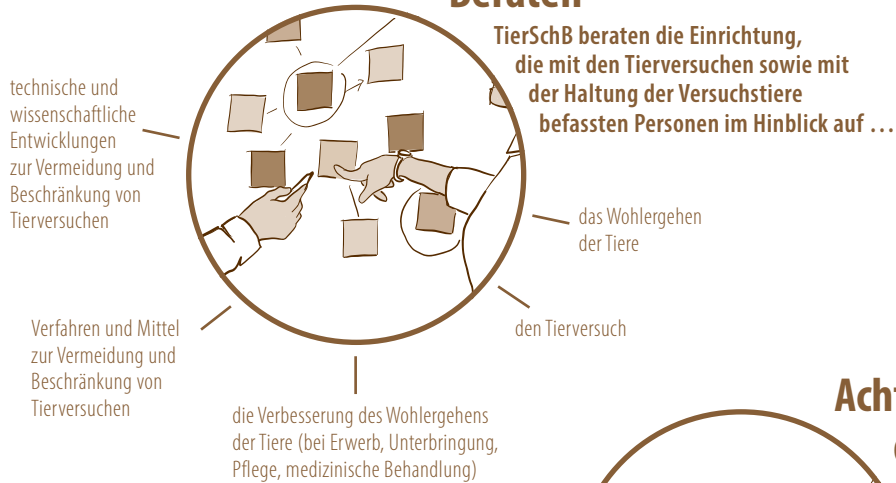 Beraten
TierSchB beraten die Einrichtung,
die mit den Tierversuchen sowie mit
der Haltung der Versuchstiere
befassten Personen im Hinblick auf …
technische und
wissenschaftliche
Entwicklungen
zur Vermeidung und
Beschränkung von
Tierversuchen
das Wohlergehen
der Tiere
den Tierversuch
Verfahren und Mittel
zur Vermeidung und
Beschränkung von
Tierversuchen
die Verbesserung des Wohlergehens
der Tiere (bei Erwerb, Unterbringung,
Pflege, medizinische Behandlung)